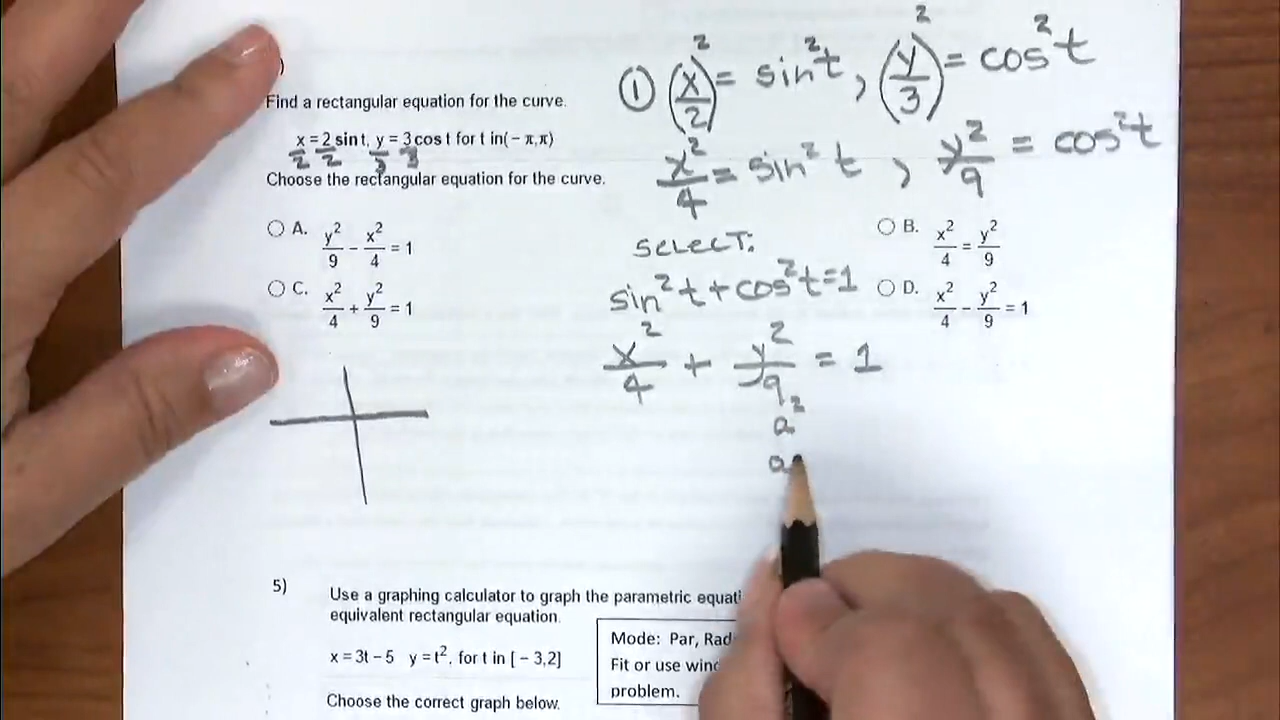 )
Find a rectangular equation for the curve.
x = 2 sin t, y = 3 cos t for t in(− π,π)
2 2 3 3
Choose the rectangular equation for the curve.
A. y²/9 − x²/4 = 1
B. x²/4 = y²/9
C. x²/4 + y²/9 = 1
D. x²/4 − y²/9 = 1
① (x/2)² = sin²t, (y/3)² = cos²t
x²/4 = sin²t, y²/9 = cos²t
SELECT:
sin²t + cos²t = 1
x²/4 + y²/9 = 1
a²
a
5)
Use a graphing calculator to graph the parametric
equivalent rectangular equation.
x = 3t − 5 y = t², for t in [ − 3,2]
Choose the correct graph below.
Mode: Par, Rad
Fit or use
problem.